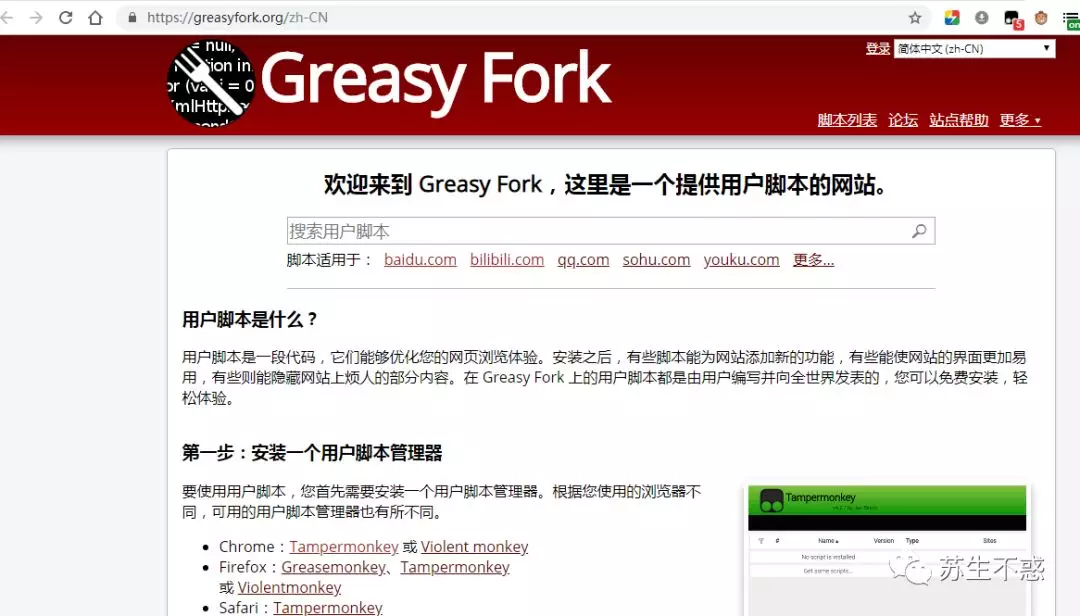 https://greasyfork.org/zh-CN
5
on
登录 简体中文 (zh-CN)
= null,
in
or (va i = 0
XmlHttp
Greasy Fork
脚本列表 论坛 站点帮助 更多
欢迎来到 Greasy Fork，这里是一个提供用户脚本的网站。
搜索用户脚本
脚本适用于： baidu.com bilibili.com qq.com sohu.com youku.com 更多...
用户脚本是什么？
用户脚本是一段代码，它们能够优化您的网页浏览体验。安装之后，有些脚本能为网站添加新的功能，有些能使网站的界面更加易
用，有些则能隐藏网站上烦人的部分内容。在 Greasy Fork 上的用户脚本都是由用户编写并向全世界发表的，您可以免费安装，轻
松体验。
第一步：安装一个用户脚本管理器
要使用用户脚本，您首先需要安装一个用户脚本管理器。根据您使用的浏览器不
同，可用的用户脚本管理器也有所不同。
Chrome：Tampermonkey 或 Violent monkey
Firefox：Greasemonkey、Tampermonkey
或 Violentmonkey
Safari：Tampermonkey
Tampermonkey
# Name Version Type Sites
No script is installed
Get some scripts...
苏生不惑